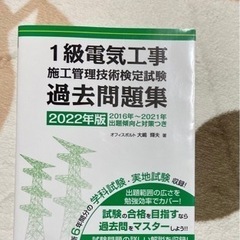 1級電気工事
施工管理技術検定試験
過去問題集
2022年版
2016年～2021年
出題傾向と対策つき
オフィスボルト 大嶋 輝夫 著
6年間分の
学科試験・実地試験収録!
出題範囲の広さを
勉強効率でカバー!
試験の合格を目指すなら
過去問をマスターしよう!!